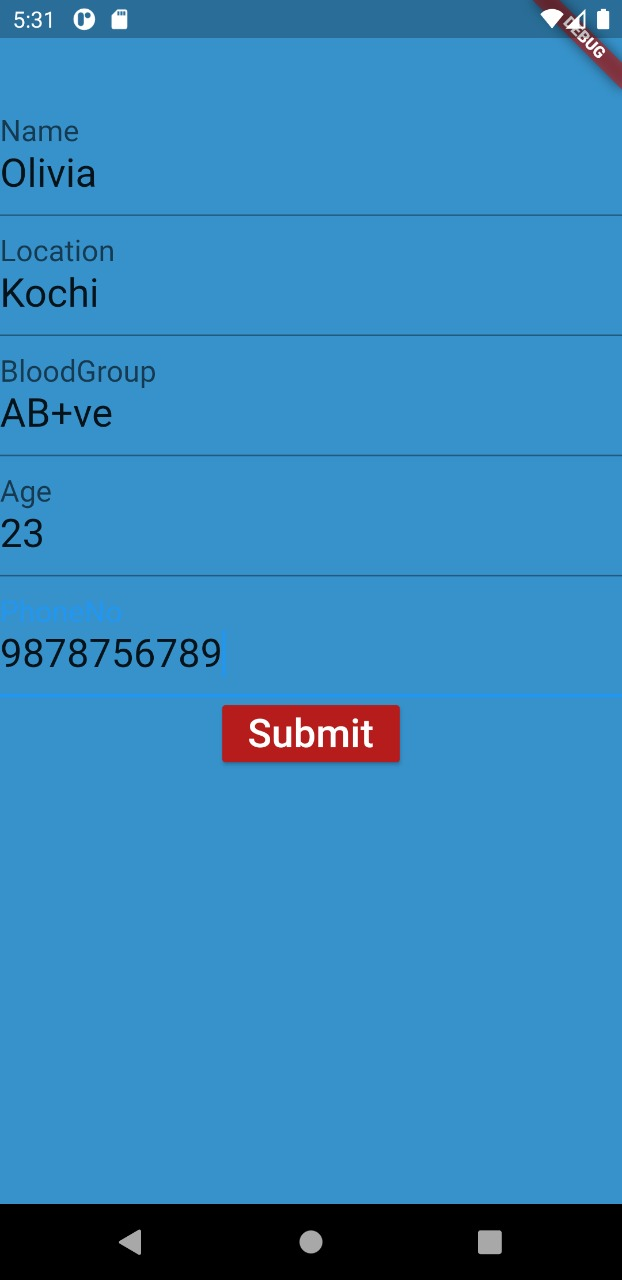 5:31
DEBUG
Name
Olivia
Location
Kochi
BloodGroup
AB+ve
Age
23
PhoneNo
9878756789
Submit